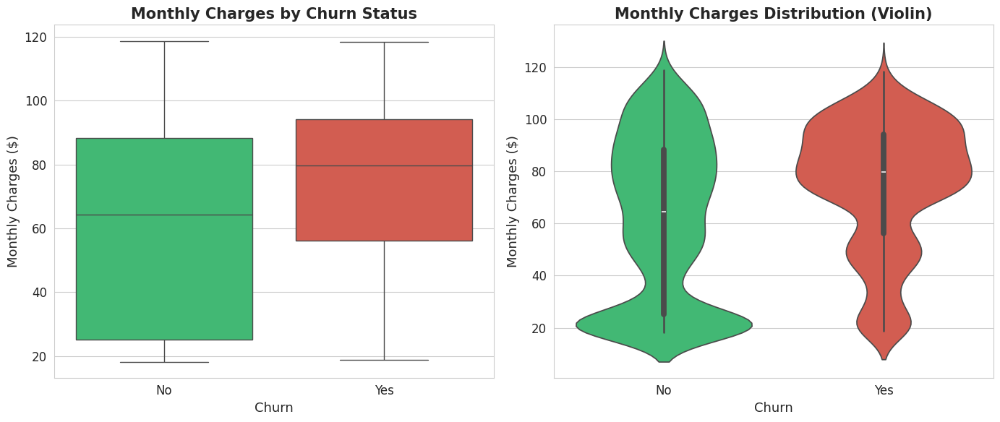 Monthly Charges by Churn Status
120
100
80
60
40
20
Monthly Charges ($)
No
Yes
Churn
Monthly Charges Distribution (Violin)
120
100
80
60
40
20
Monthly Charges ($)
No
Yes
Churn